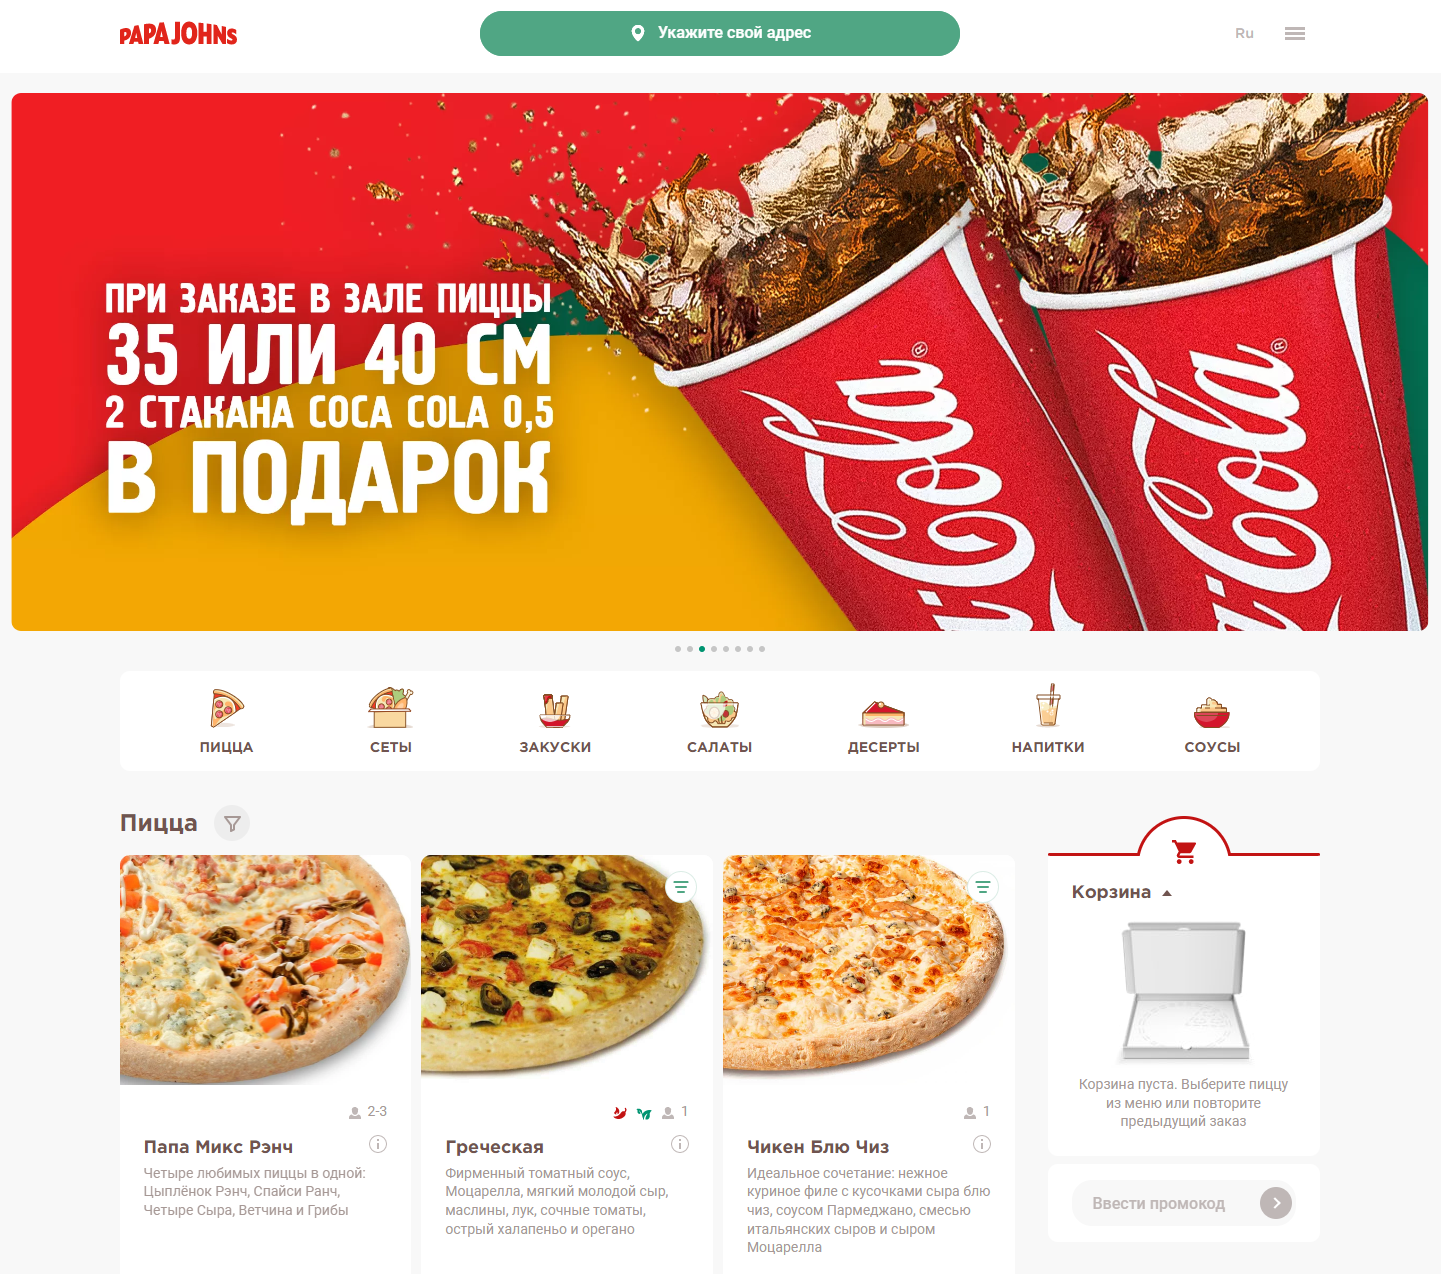 PAPA JOHNS
Укажите свой адрес
Ru
ПРИ ЗАКАЗЕ В ЗАЛЕ ПИЦЦЫ
35 ИЛИ 40 СМ
2 СТАКАНА COCA COLA 0,5
В ПОДАРОК
Coca-Cola®
Coca-Cola®
ПИЦЦА
СЕТЫ
ЗАКУСКИ
САЛАТЫ
ДЕСЕРТЫ
НАПИТКИ
СОУСЫ
Пицца
2-3
Папа Микс Рэнч
Четыре любимых пиццы в одной:
Цыплёнок Рэнч, Спайси Ранч,
Четыре Сыра, Ветчина и Грибы
1
Греческая
Фирменный томатный соус,
Моцарелла, мягкий молодой сыр,
маслины, лук, сочные томаты,
острый халапеньо и орегано
1
Чикен Блю Чиз
Идеальное сочетание: нежное
куриное филе с кусочками сыра блю
чиз, соусом Пармеджано, смесью
итальянских сыров и сыром
Моцарелла
Корзина
Корзина пуста. Выберите пиццу
из меню или повторите
предыдущий заказ
Ввести промокод